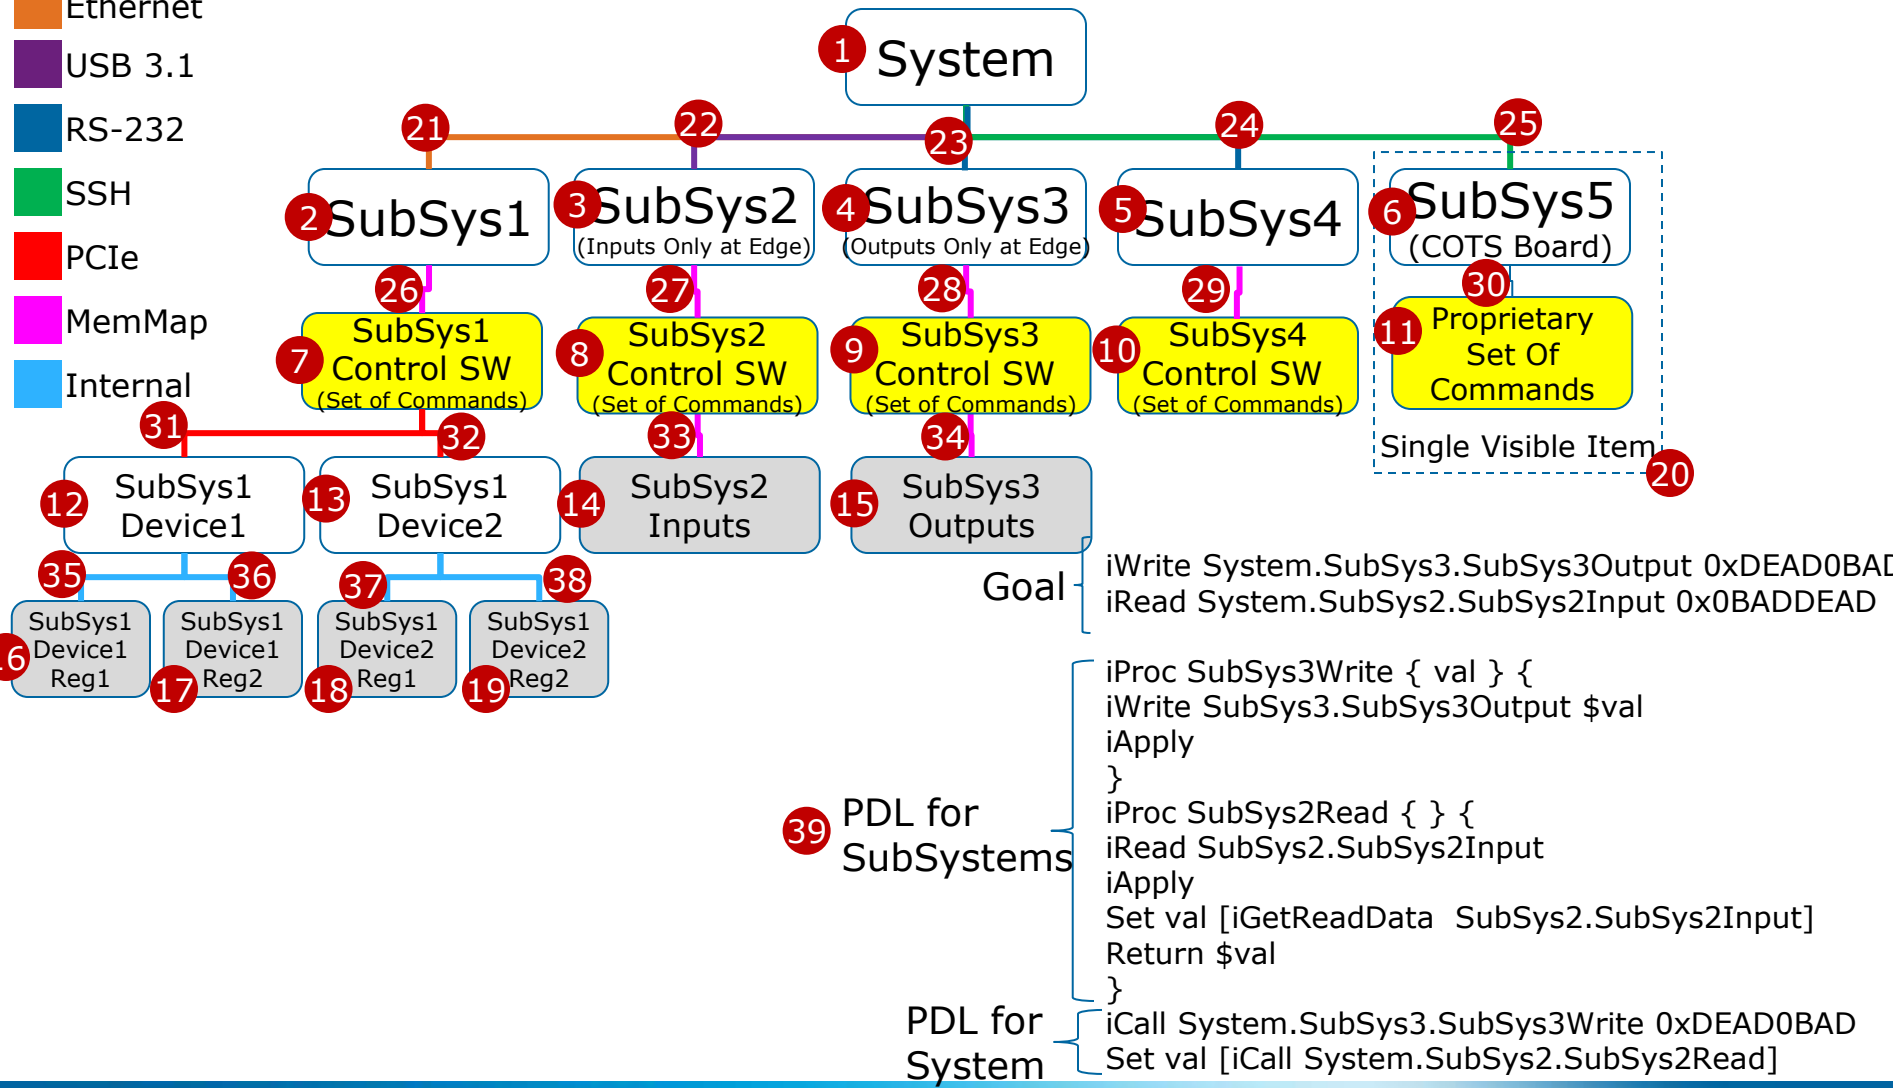 Ethernet
USB 3.1
RS-232
SSH
PCIe
MemMap
Internal
1
System
21
22
23
24
25
2
SubSys1
3
SubSys2
(Inputs Only at Edge)
4
SubSys3
(Outputs Only at Edge)
5
SubSys4
6
SubSys5
(COTS Board)
26
27
28
29
30
7
SubSys1
Control SW
(Set of Commands)
8
SubSys2
Control SW
(Set of Commands)
9
SubSys3
Control SW
(Set of Commands)
10
SubSys4
Control SW
(Set of Commands)
11
Proprietary
Set Of
Commands
Single Visible Item
20
31
32
33
34
12
SubSys1
Device1
13
SubSys1
Device2
14
SubSys2
Inputs
15
SubSys3
Outputs
35
36
37
38
16
SubSys1
Device1
Reg1
17
SubSys1
Device1
Reg2
18
SubSys1
Device2
Reg1
19
SubSys1
Device2
Reg2
Goal
iWrite System.SubSys3.SubSys3Output 0xDEAD0BAD
iRead System.SubSys2.SubSys2Input 0x0BADDEAD
39
PDL for
SubSystems
iProc SubSys3Write { val } {
iWrite SubSys3.SubSys3Output $val
iApply
}
iProc SubSys2Read { } {
iRead SubSys2.SubSys2Input
iApply
Set val [iGetReadData  SubSys2.SubSys2Input]
Return $val
}
PDL for
System
iCall System.SubSys3.SubSys3Write 0xDEAD0BAD
Set val [iCall System.SubSys2.SubSys2Read]